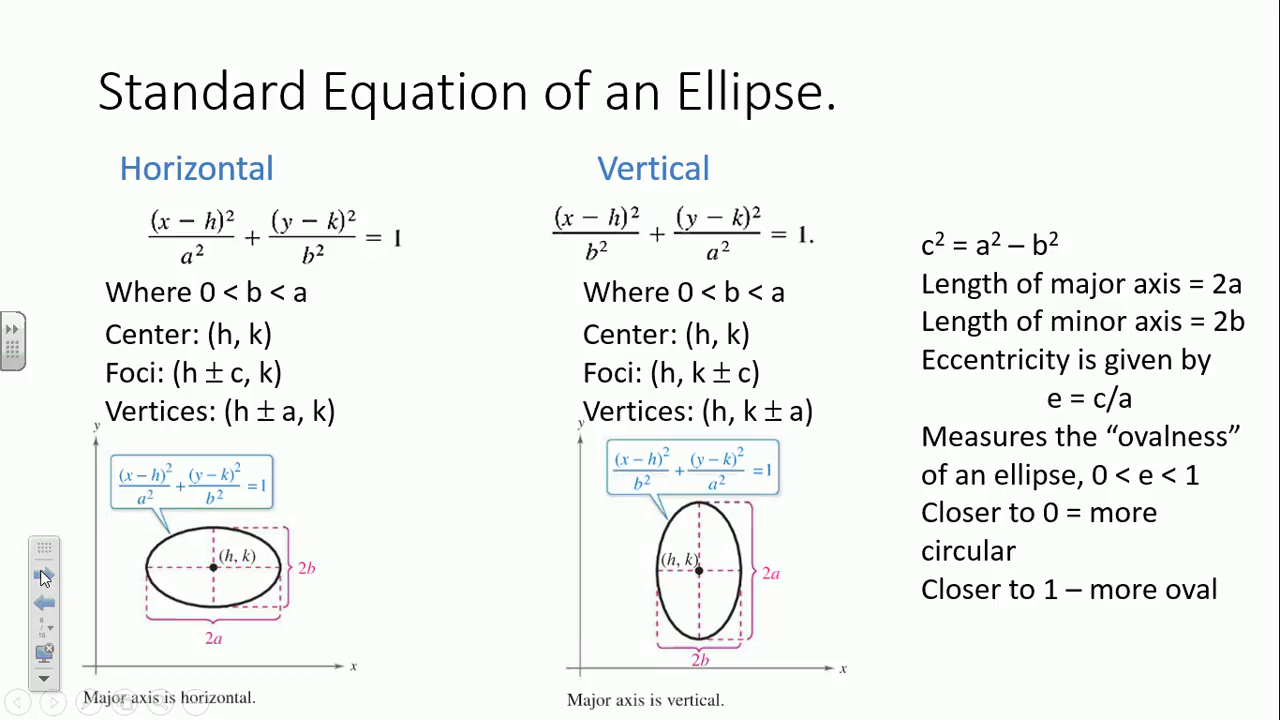 Standard Equation of an Ellipse.
Horizontal
(x − h)²/a² + (y − k)²/b² = 1
Where 0 < b < a
Center: (h, k)
Foci: (h ± c, k)
Vertices: (h ± a, k)
y
(x − h)²/a² + (y − k)²/b² = 1
(h, k)
2b
2a
x
Major axis is horizontal.
Vertical
(x − h)²/b² + (y − k)²/a² = 1.
Where 0 < b < a
Center: (h, k)
Foci: (h, k ± c)
Vertices: (h, k ± a)
y
(x − h)²/b² + (y − k)²/a² = 1
(h, k)
2a
2b
x
Major axis is vertical.
c² = a² – b²
Length of major axis = 2a
Length of minor axis = 2b
Eccentricity is given by
e = c/a
Measures the “ovalness”
of an ellipse, 0 < e < 1
Closer to 0 = more
circular
Closer to 1 – more oval